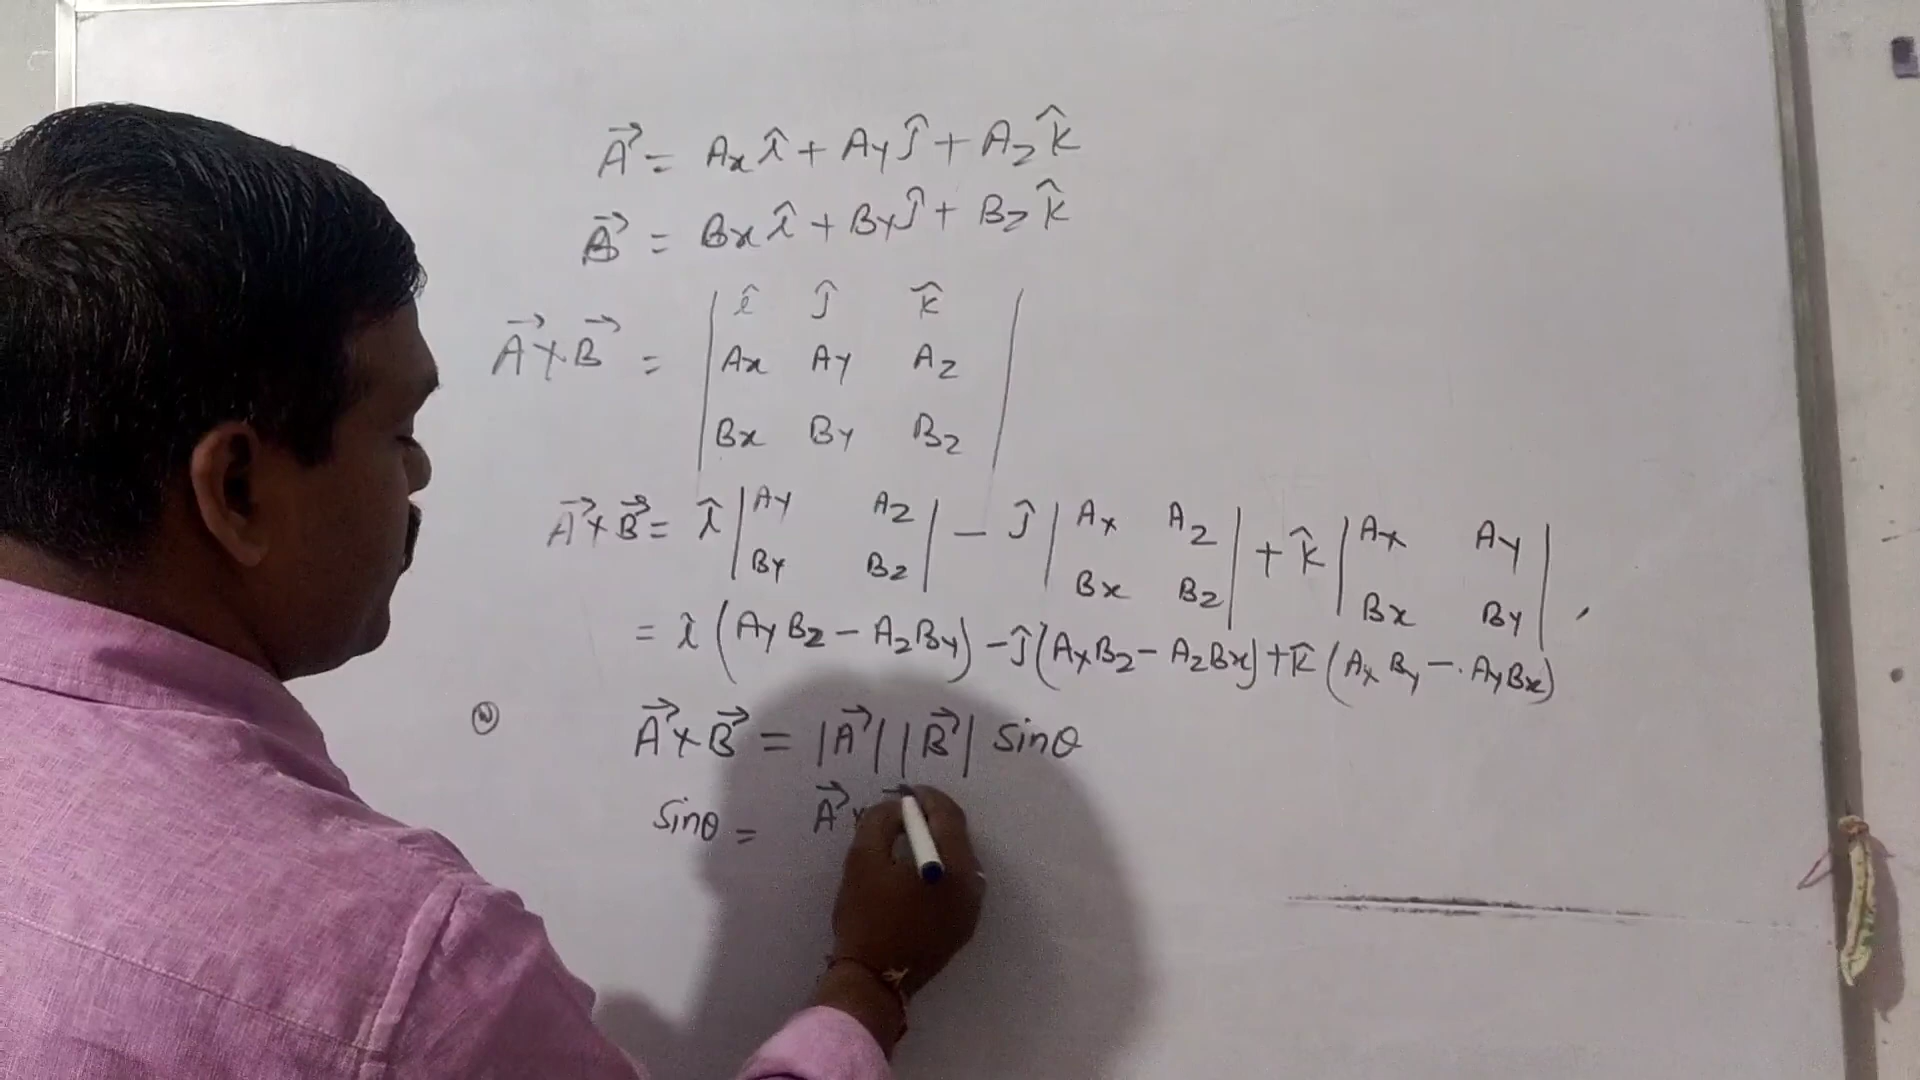 A⃗ = Ax î + Ay ĵ + Az k̂
B⃗ = Bx î + By ĵ + Bz k̂
A⃗ × B⃗ = | î ĵ k̂ |
| Ax Ay Az |
| Bx By Bz |
A⃗ × B⃗ = î | Ay Az | − ĵ | Ax Az | + k̂ | Ax Ay |
| By Bz | | Bx Bz | | Bx By | ,
= î (Ay Bz − Az By) − ĵ (Ax Bz − Az Bx) + k̂ (Ax By − Ay Bx)
A⃗ × B⃗ = |A⃗| |B⃗| sinθ
sinθ = A⃗ ×